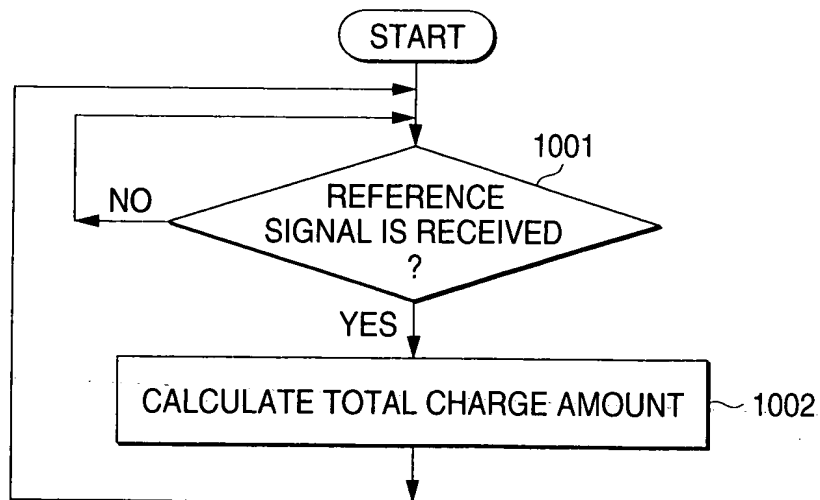 START
1001
REFERENCE
SIGNAL IS RECEIVED
?
NO
YES
CALCULATE TOTAL CHARGE AMOUNT
1002